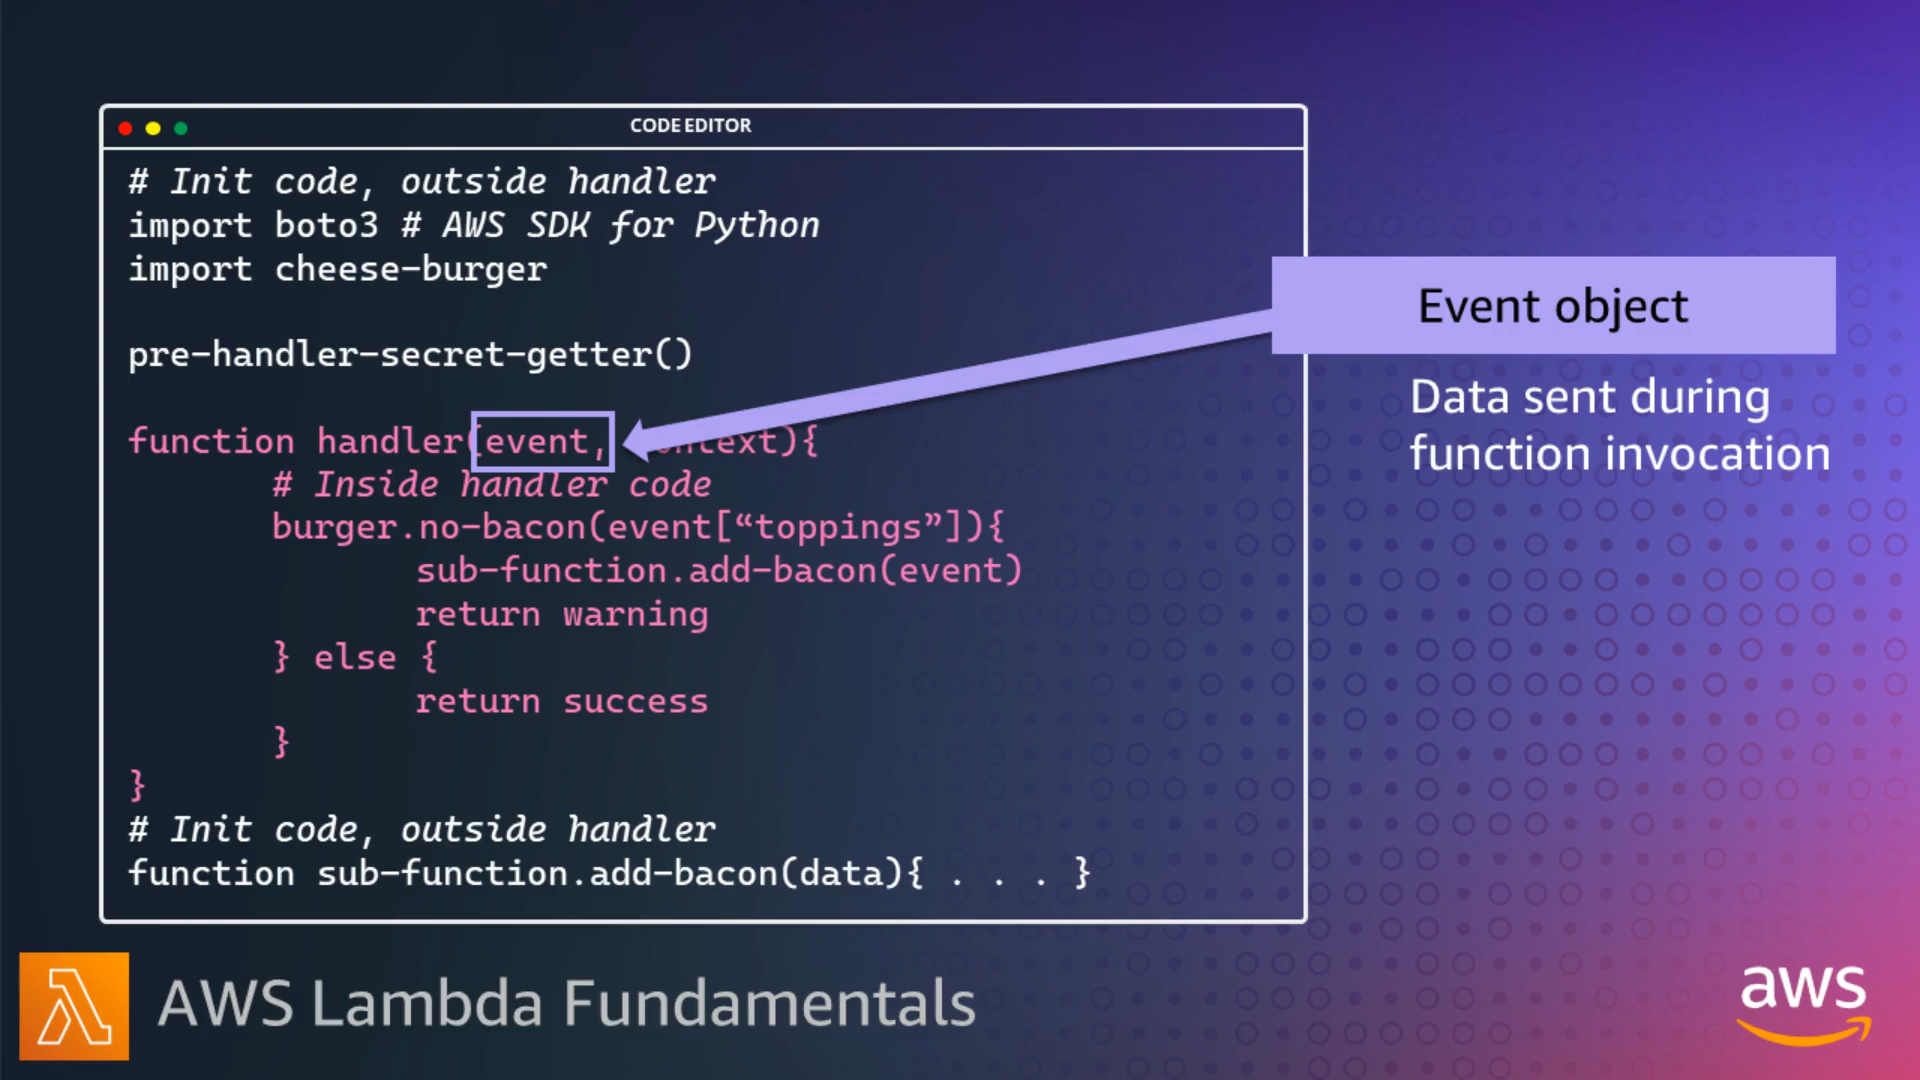 CODE EDITOR
# Init code, outside handler
import boto3 # AWS SDK for Python
import cheese-burger
pre-handler-secret-getter()
function handler(event, ntext){
# Inside handler code
burger.no-bacon(event[“toppings”]){
sub-function.add-bacon(event)
return warning
} else {
return success
}
}
# Init code, outside handler
function sub-function.add-bacon(data){ . . . }
Event object
Data sent during
function invocation
AWS Lambda Fundamentals
aws